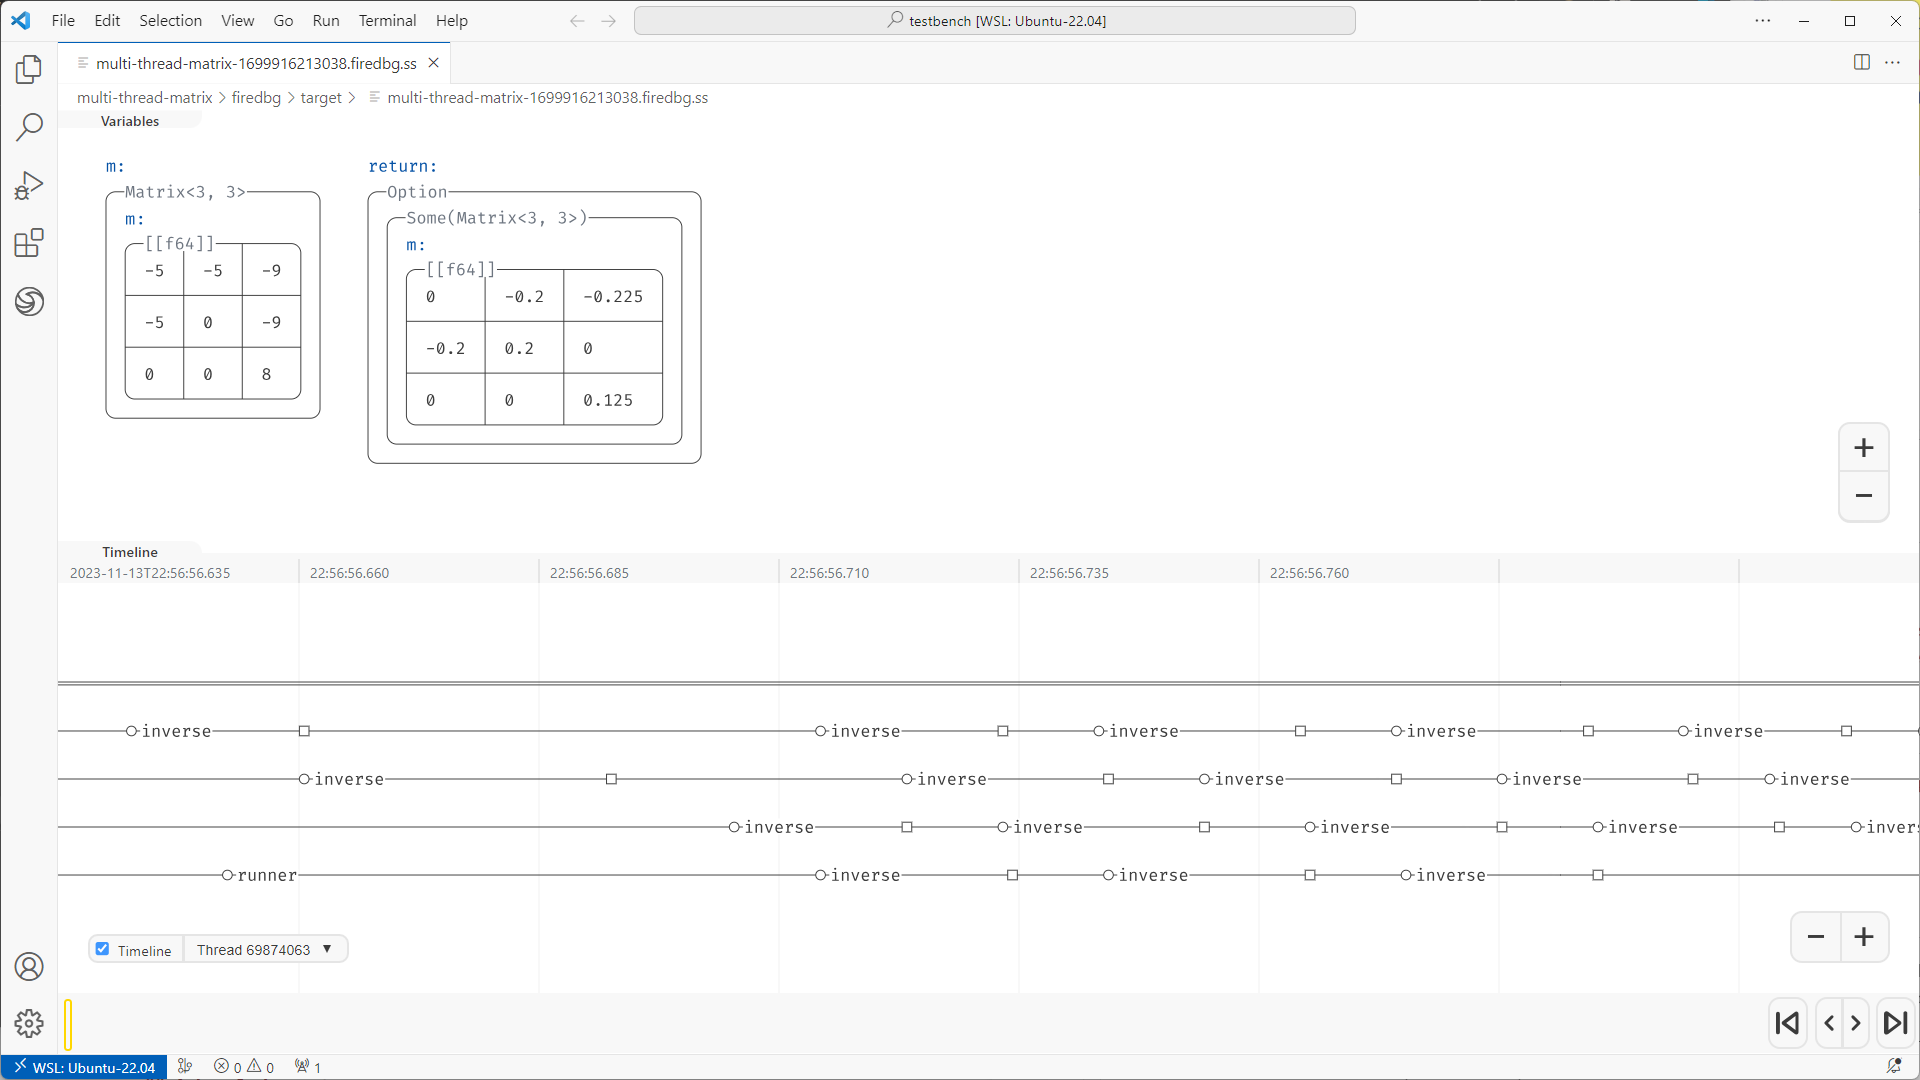 File Edit Selection View Go Run Terminal Help testbench [WSL: Ubuntu-22.04]
multi-thread-matrix-1699916213038.firedbg.ss
multi-thread-matrix > firedbg > target > multi-thread-matrix-1699916213038.firedbg.ss
Variables
m: return:
Matrix<3, 3> Option
m: Some(Matrix<3, 3>)
[[f64]] m:
-5 -5 -9 [[f64]]
0 -0.2 -0.225
-5 0 -9
-0.2 0.2 0
0 0 8
0 0 0.125
+
−
Timeline
2023-11-13T22:56:56.635 22:56:56.660 22:56:56.685 22:56:56.710 22:56:56.735 22:56:56.760
inverse inverse inverse inverse inverse
inverse inverse inverse inverse inverse
inverse inverse inverse inverse inver
runner inverse inverse inverse
Timeline Thread 69874063 ▼ − +
WSL: Ubuntu-22.04 0 0 1